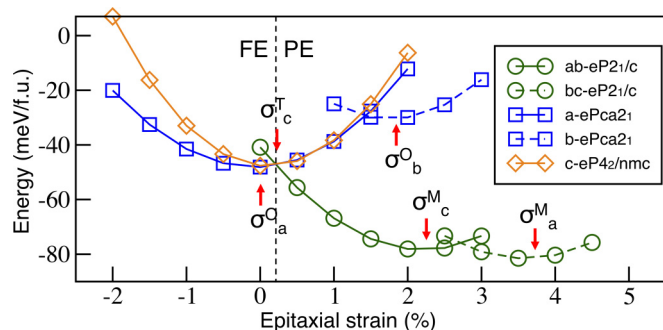 FE PE
σᵀc
σᴼb
σᴼa
σᴹc
σᴹa
ab-eP2₁/c
bc-eP2₁/c
a-ePca2₁
b-ePca2₁
c-eP4₂/nmc
Energy (meV/f.u.)
0
-20
-40
-60
-80
-2 -1 0 1 2 3 4 5
Epitaxial strain (%)